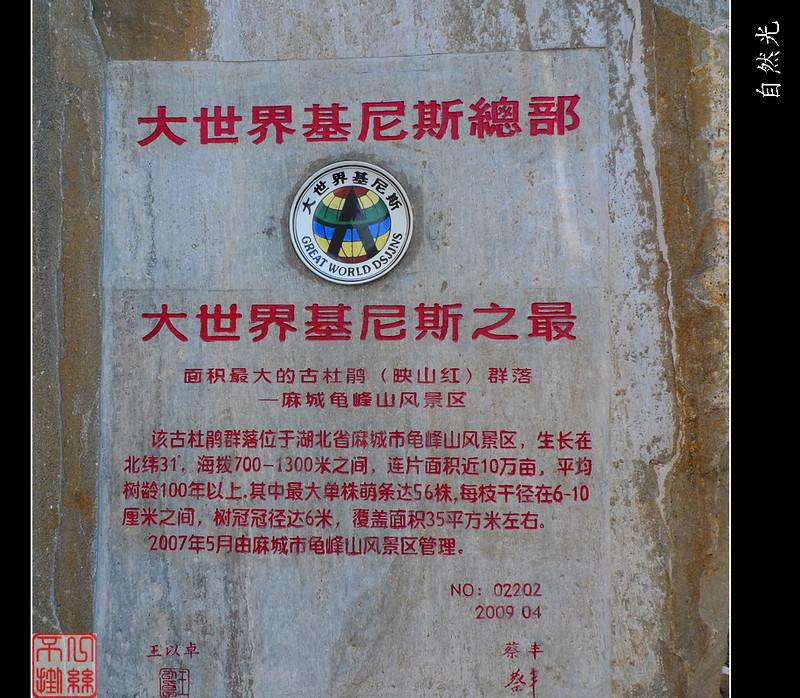 自然光
大世界基尼斯總部
大世界基尼斯
GREAT WORLD DSJJNS
大世界基尼斯之最
面积最大的古杜鹃（映山红）群落
—麻城龟峰山风景区
该古杜鹃群落位于湖北省麻城市龟峰山风景区，生长在
北纬31°，海拨700-1300米之间，连片面积近10万亩，平均
树龄100年以上.其中最大单株萌条达56株,每枝干径在6-10
厘米之间，树冠冠径达6米，覆盖面积35平方米左右。
2007年5月由麻城市龟峰山风景区管理。
NO：02202
2009 04
王以卓
蔡丰